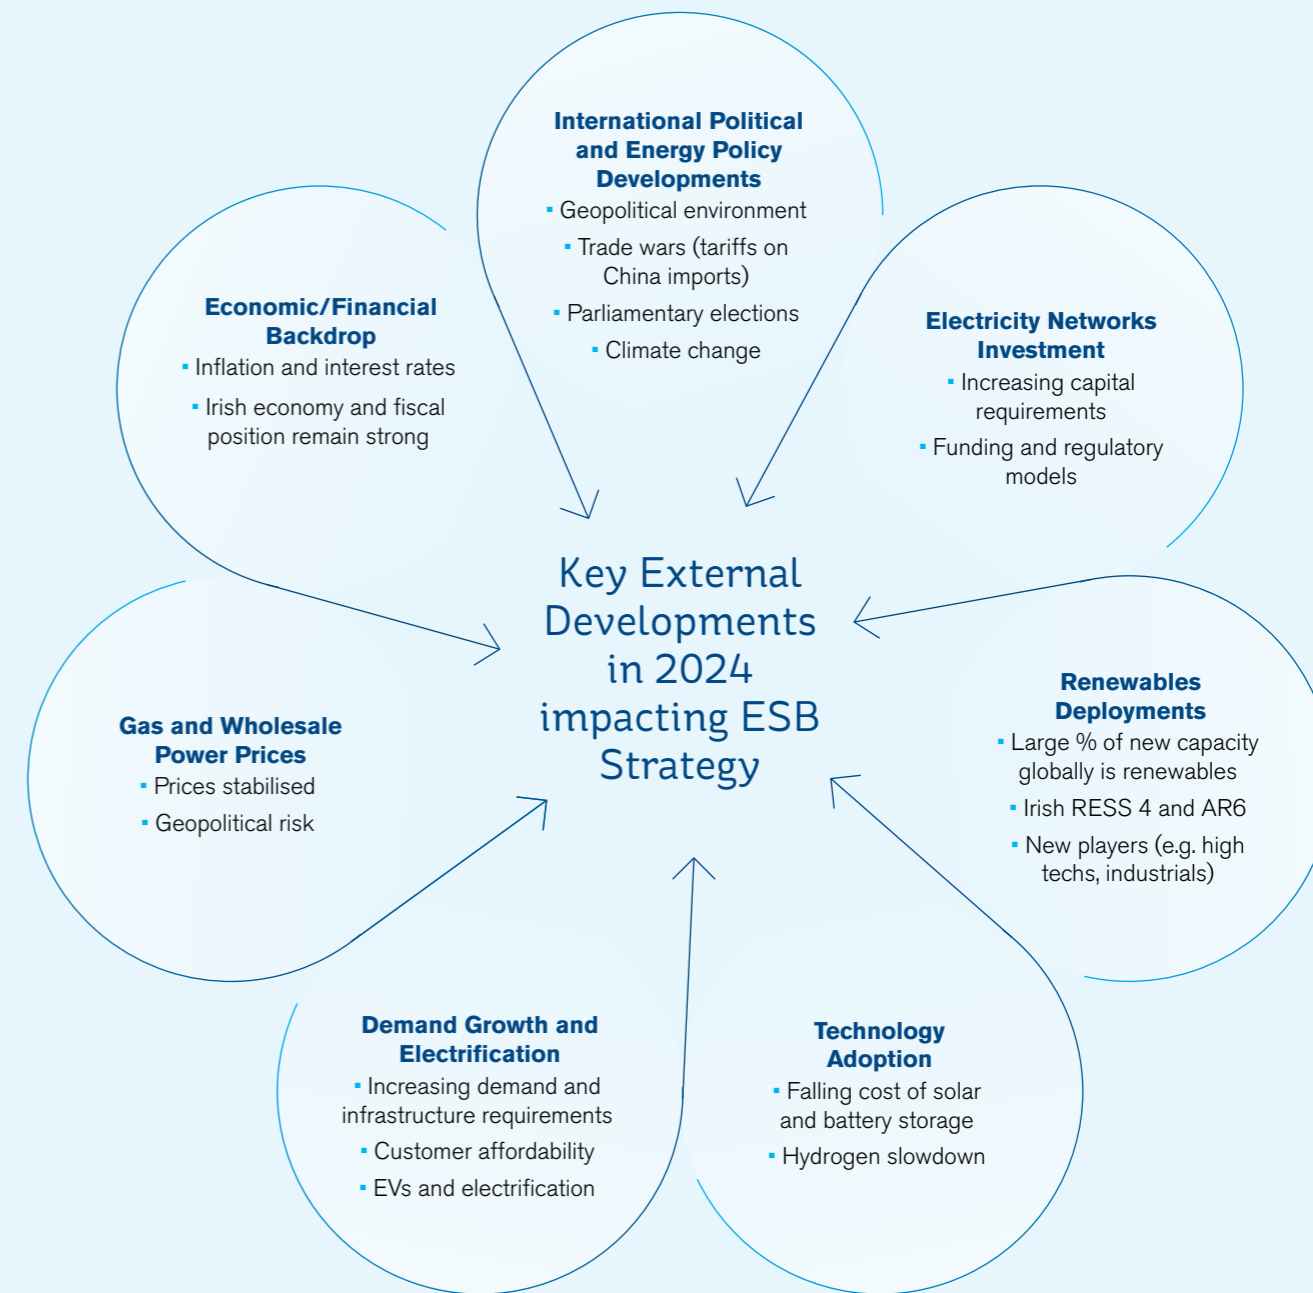 International Political
and Energy Policy
Developments
▪ Geopolitical environment
▪ Trade wars (tariffs on
China imports)
▪ Parliamentary elections
▪ Climate change
Electricity Networks
Investment
▪ Increasing capital
requirements
▪ Funding and regulatory
models
Renewables
Deployments
▪ Large % of new capacity
globally is renewables
▪ Irish RESS 4 and AR6
▪ New players (e.g. high
techs, industrials)
Technology
Adoption
▪ Falling cost of solar
and battery storage
▪ Hydrogen slowdown
Demand Growth and
Electrification
▪ Increasing demand and
infrastructure requirements
▪ Customer affordability
▪ EVs and electrification
Gas and Wholesale
Power Prices
▪ Prices stabilised
▪ Geopolitical risk
Economic/Financial
Backdrop
▪ Inflation and interest rates
▪ Irish economy and fiscal
position remain strong
Key External
Developments
in 2024
impacting ESB
Strategy